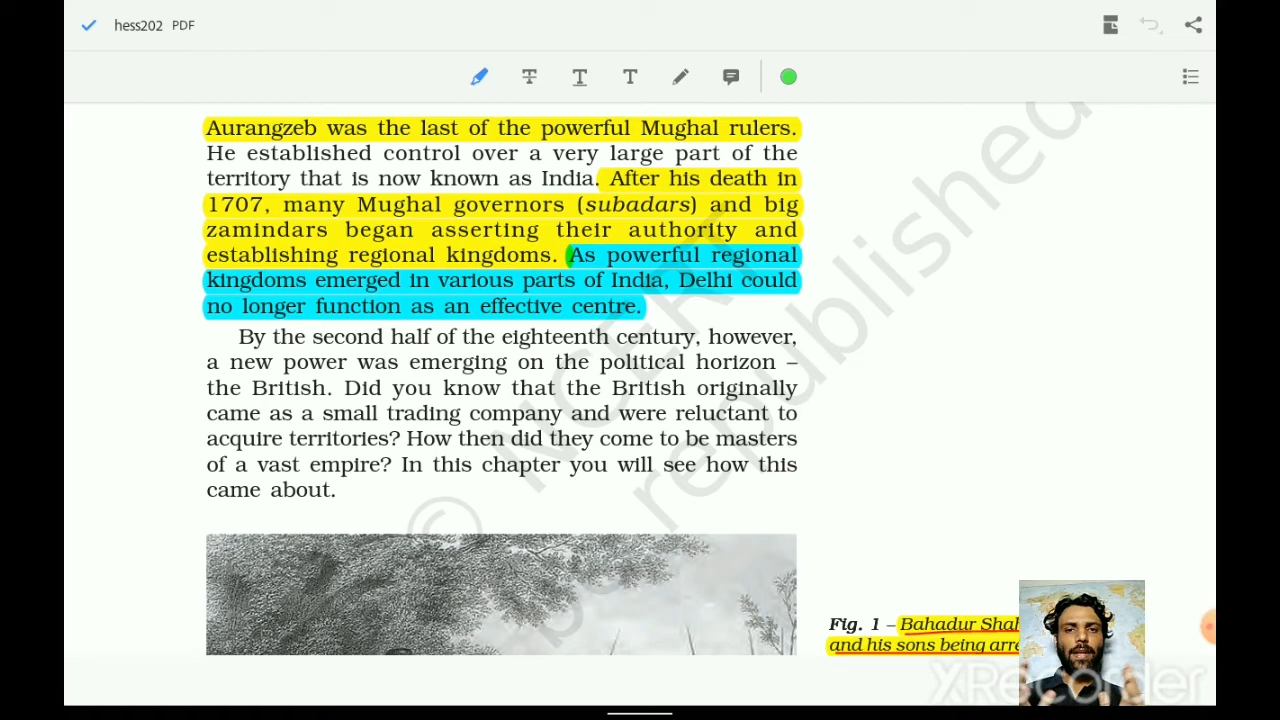 hess202 PDF
Aurangzeb was the last of the powerful Mughal rulers.
He established control over a very large part of the
territory that is now known as India. After his death in
1707, many Mughal governors (subadars) and big
zamindars began asserting their authority and
establishing regional kingdoms. As powerful regional
kingdoms emerged in various parts of India, Delhi could
no longer function as an effective centre.
By the second half of the eighteenth century, however,
a new power was emerging on the political horizon –
the British. Did you know that the British originally
came as a small trading company and were reluctant to
acquire territories? How then did they come to be masters
of a vast empire? In this chapter you will see how this
came about.
Fig. 1 – Bahadur Shah
and his sons being arre
© NCERT
republished
XRecorder